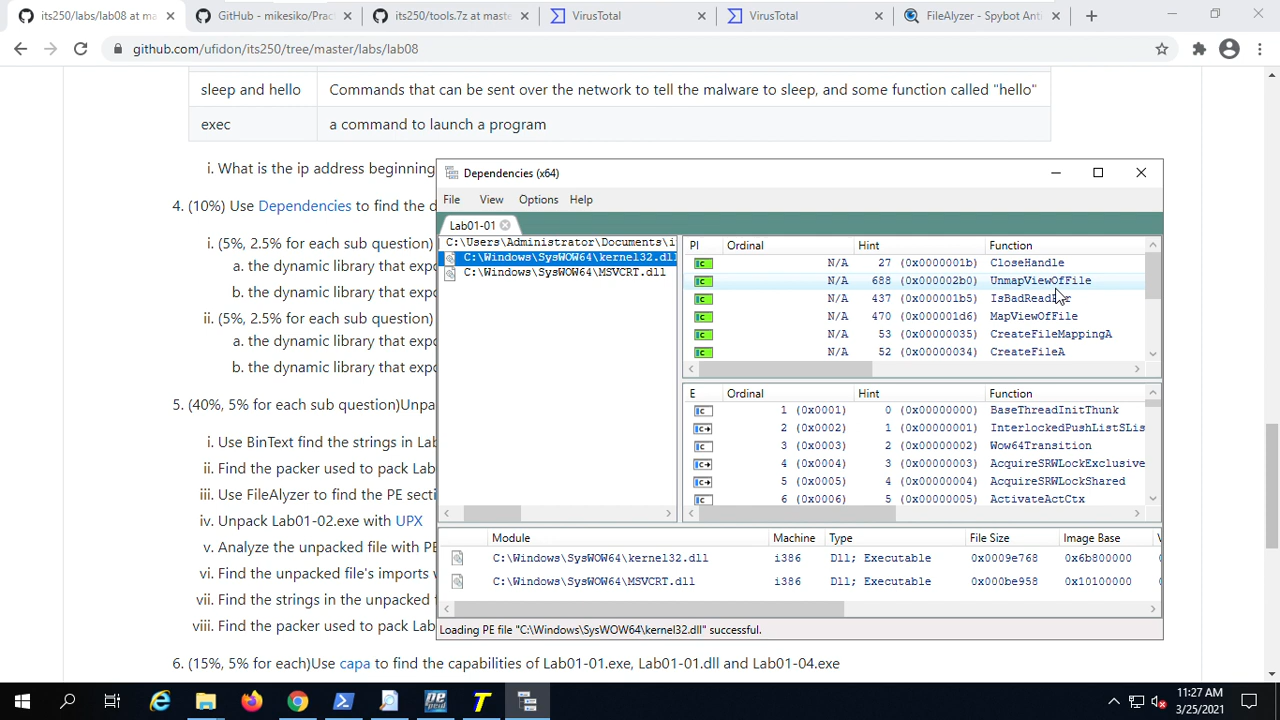 its250/labs/lab08 at ma
GitHub - mikesiko/Prac
its250/tools.7z at maste
VirusTotal
VirusTotal
FileAlyzer - Spybot Anti
github.com/ufidon/its250/tree/master/labs/lab08
sleep and hello
Commands that can be sent over the network to tell the malware to sleep, and some function called "hello"
exec
a command to launch a program
i. What is the ip address beginning
4. (10%) Use Dependencies to find the d
i. (5%, 2.5% for each sub question)
a. the dynamic library that expo
b. the dynamic library that expo
ii. (5%, 2.5% for each sub question)
a. the dynamic library that expo
b. the dynamic library that expo
5. (40%, 5% for each sub question)Unpa
i. Use BinText find the strings in Lab
ii. Find the packer used to pack Lab
iii. Use FileAlyzer to find the PE secti
iv. Unpack Lab01-02.exe with UPX
v. Analyze the unpacked file with PE
vi. Find the unpacked file's imports w
vii. Find the strings in the unpacked
viii. Find the packer used to pack Lab
6. (15%, 5% for each)Use capa to find the capabilities of Lab01-01.exe, Lab01-01.dll and Lab01-04.exe
Dependencies (x64)
File View Options Help
Lab01-01
C:\Users\Administrator\Documents\i
C:\Windows\SysWOW64\kernel32.dll
C:\Windows\SysWOW64\MSVCRT.dll
PI Ordinal Hint Function
N/A 27 (0x0000001b) CloseHandle
N/A 688 (0x000002b0) UnmapViewOfFile
N/A 437 (0x000001b5)
N/A 470 (0x000001d6) MapViewOfFile
N/A 53 (0x00000035) CreateFileMappingA
N/A 52 (0x00000034) CreateFileA
E Ordinal Hint Function
1 (0x0001) 0 (0x00000000) BaseThreadInitThunk
2 (0x0002) 1 (0x00000001) InterlockedPushListSLis
3 (0x0003) 2 (0x00000002) Wow64Transition
4 (0x0004) 3 (0x00000003) AcquireSRWLockExclusive
5 (0x0005) 4 (0x00000004) AcquireSRWLockShared
6 (0x0006) 5 (0x00000005) ActivateActCtx
Module Machine Type File Size Image Base
C:\Windows\SysWOW64\kernel32.dll i386 Dll; Executable 0x0009e768 0x6b800000
C:\Windows\SysWOW64\MSVCRT.dll i386 Dll; Executable 0x000be958 0x10100000
Loading PE file "C:\Windows\SysWOW64\kernel32.dll" successful.
11:27 AM
3/25/2021